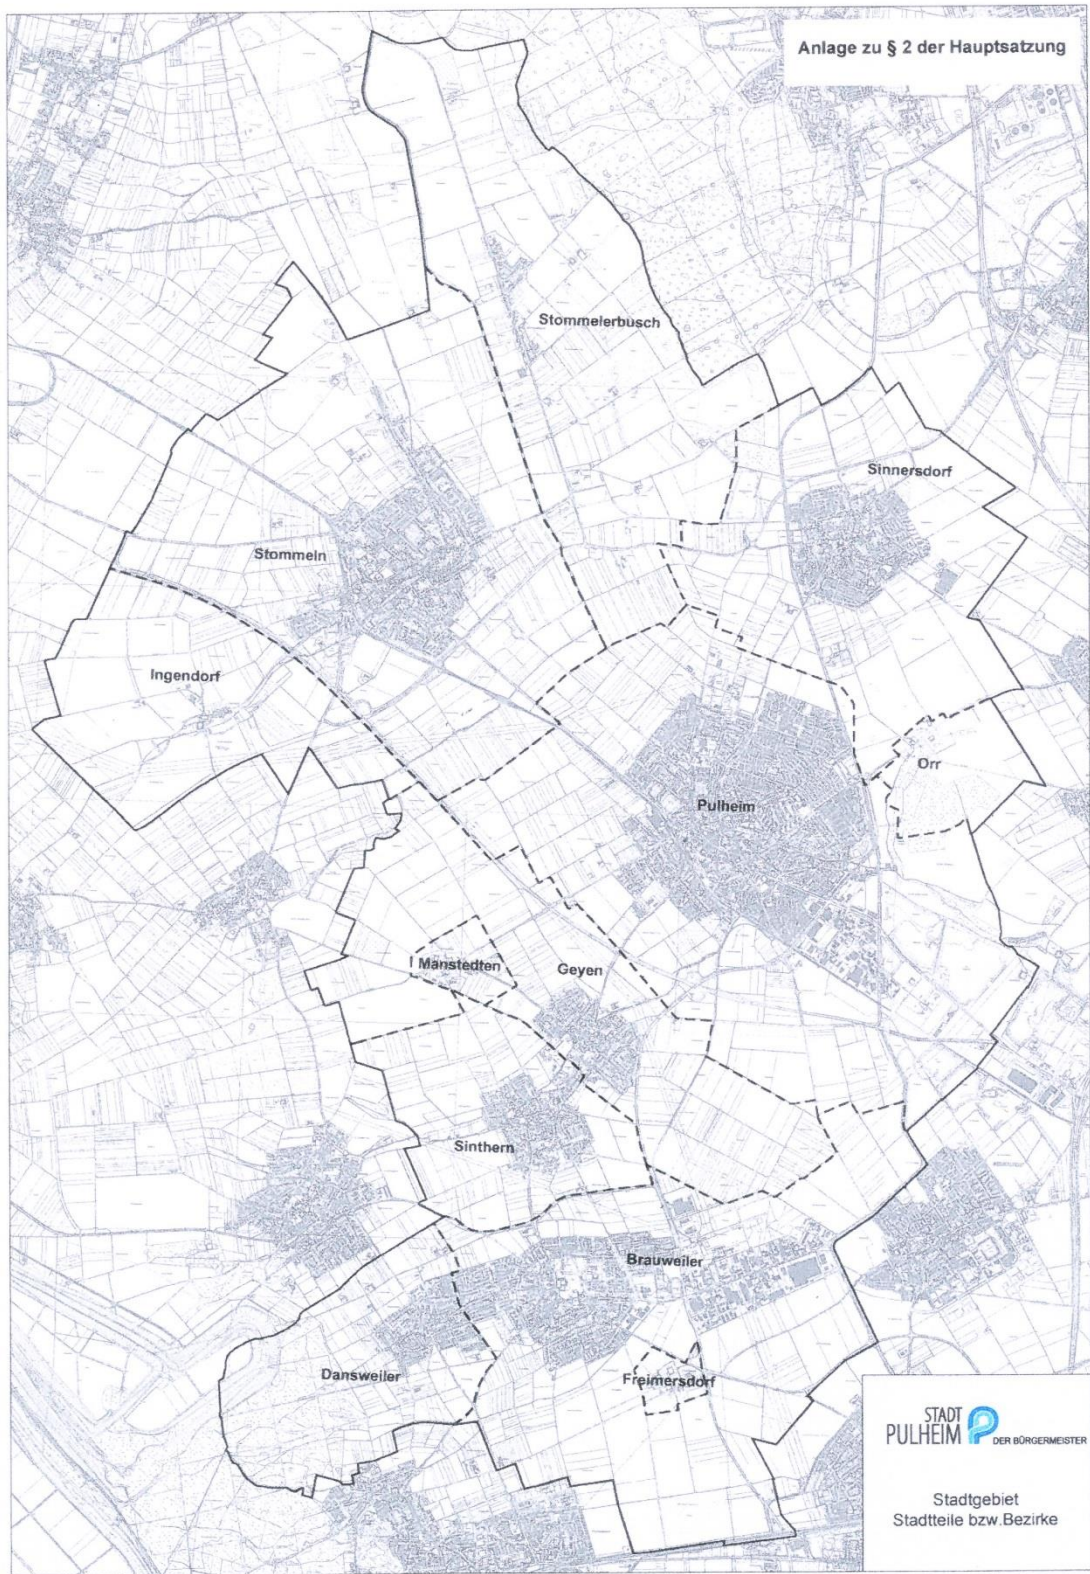 Anlage zu § 2 der Hauptsatzung
Stommelerbusch
Sinnersdorf
Stommeln
Ingendorf
Orr
Pulheim
Manstedten
Geyen
Sinthern
Brauweiler
Dansweiler
Freimersdorf
STADT
PULHEIM DER BÜRGERMEISTER
Stadtgebiet
Stadtteile bzw.Bezirke